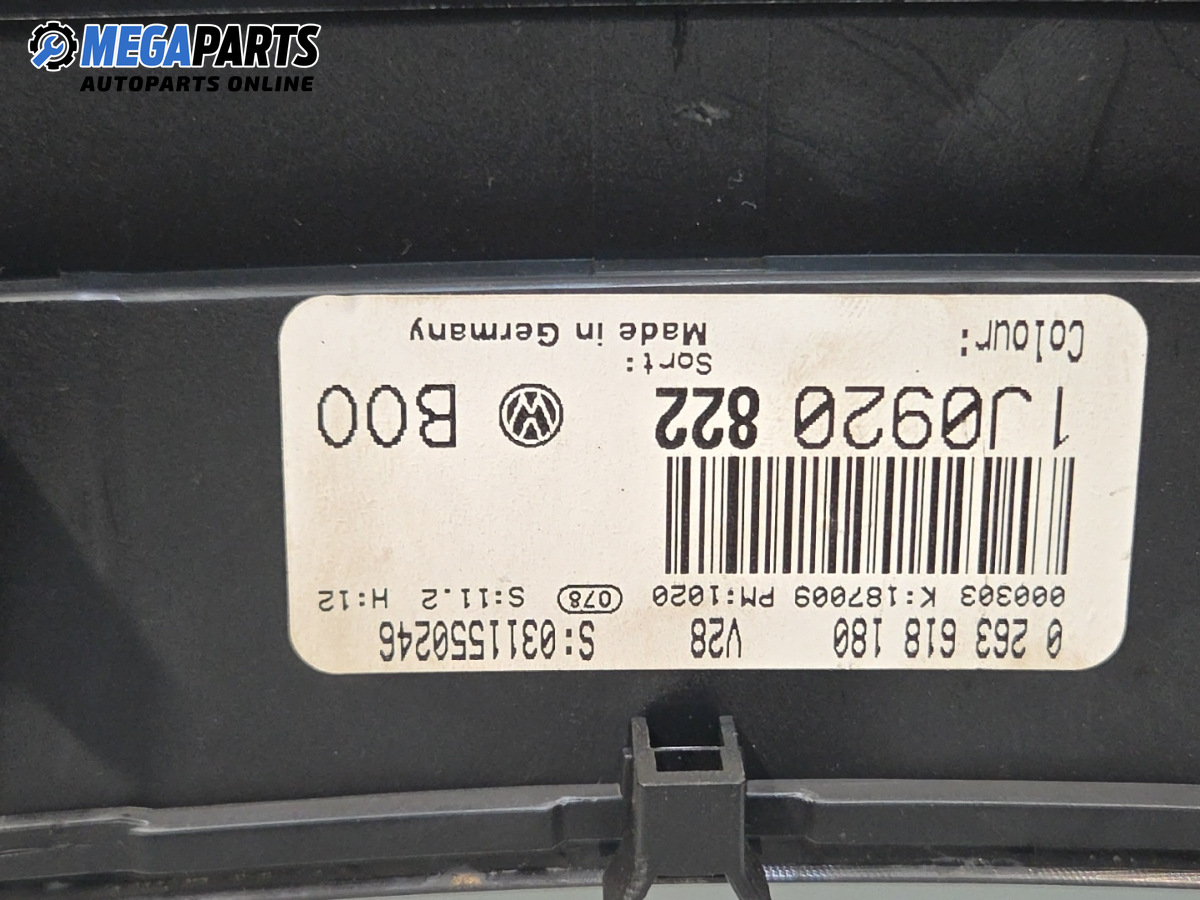 MEGAPARTS
AUTOPARTS ONLINE
0 263 618 180 V28 S:0311550246
000303 K:187009 PM:1020 078 S:11.2 H:12
1J0920 822 B00
Sort:
Colour: Made in Germany